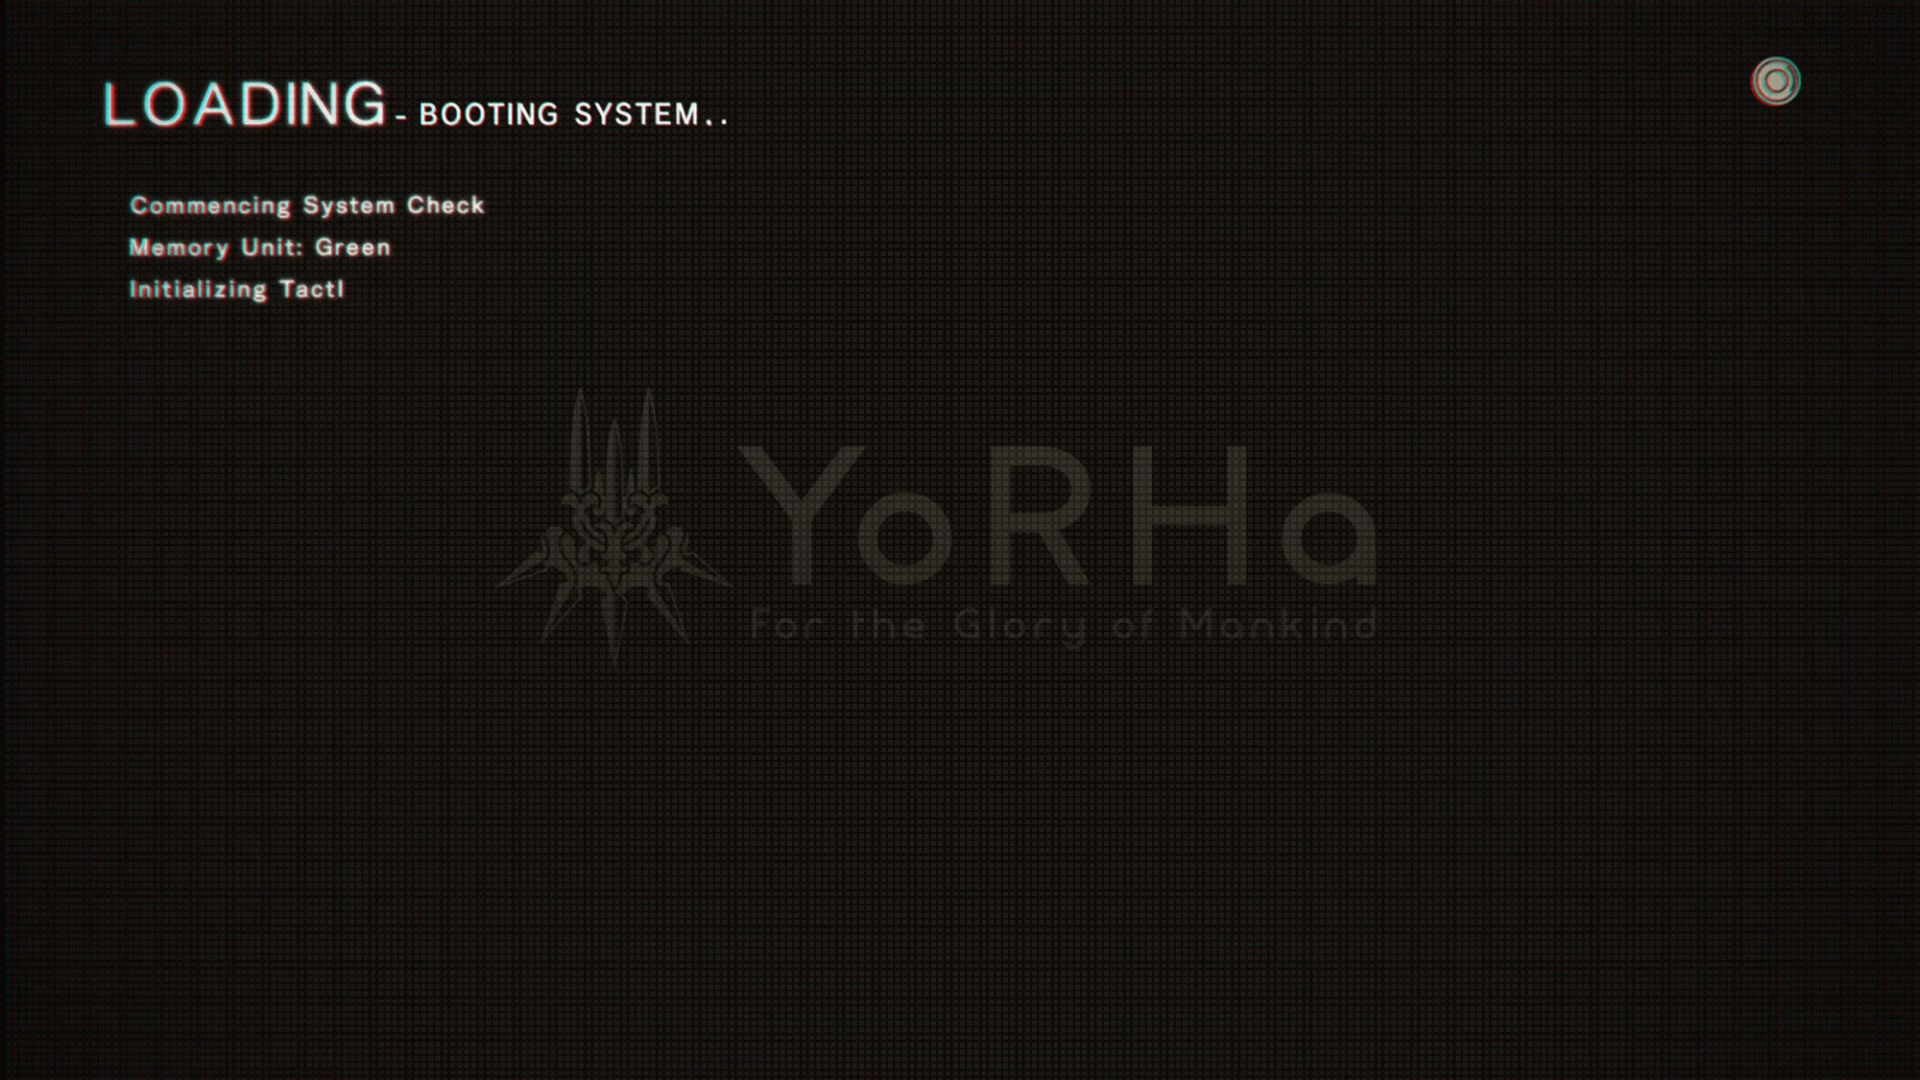 LOADING - BOOTING SYSTEM..
Commencing System Check
Memory Unit: Green
Initializing Tactl
YoRHa
For the Glory of Mankind